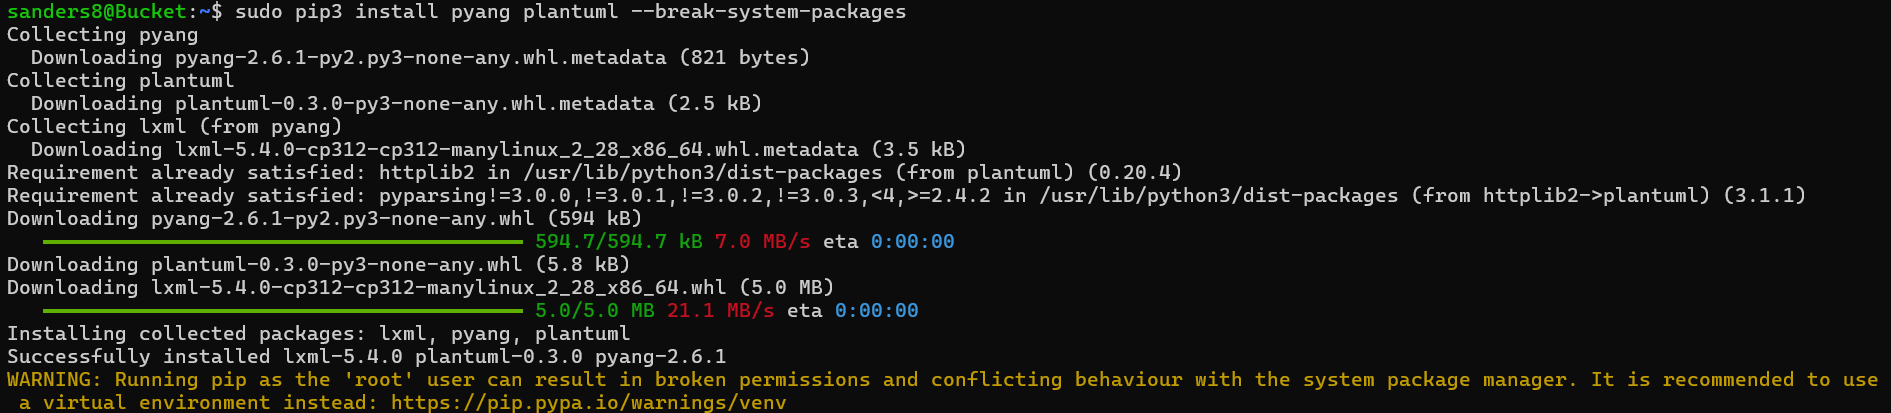 sanders8@Bucket:~$ sudo pip3 install pyang plantuml --break-system-packages
Collecting pyang
  Downloading pyang-2.6.1-py2.py3-none-any.whl.metadata (821 bytes)
Collecting plantuml
  Downloading plantuml-0.3.0-py3-none-any.whl.metadata (2.5 kB)
Collecting lxml (from pyang)
  Downloading lxml-5.4.0-cp312-cp312-manylinux_2_28_x86_64.whl.metadata (3.5 kB)
Requirement already satisfied: httplib2 in /usr/lib/python3/dist-packages (from plantuml) (0.20.4)
Requirement already satisfied: pyparsing!=3.0.0,!=3.0.1,!=3.0.2,!=3.0.3,<4,>=2.4.2 in /usr/lib/python3/dist-packages (from httplib2->plantuml) (3.1.1)
Downloading pyang-2.6.1-py2.py3-none-any.whl (594 kB)
594.7/594.7 kB 7.0 MB/s eta 0:00:00
Downloading plantuml-0.3.0-py3-none-any.whl (5.8 kB)
Downloading lxml-5.4.0-cp312-cp312-manylinux_2_28_x86_64.whl (5.0 MB)
5.0/5.0 MB 21.1 MB/s eta 0:00:00
Installing collected packages: lxml, pyang, plantuml
Successfully installed lxml-5.4.0 plantuml-0.3.0 pyang-2.6.1
WARNING: Running pip as the 'root' user can result in broken permissions and conflicting behaviour with the system package manager. It is recommended to use
 a virtual environment instead: https://pip.pypa.io/warnings/venv